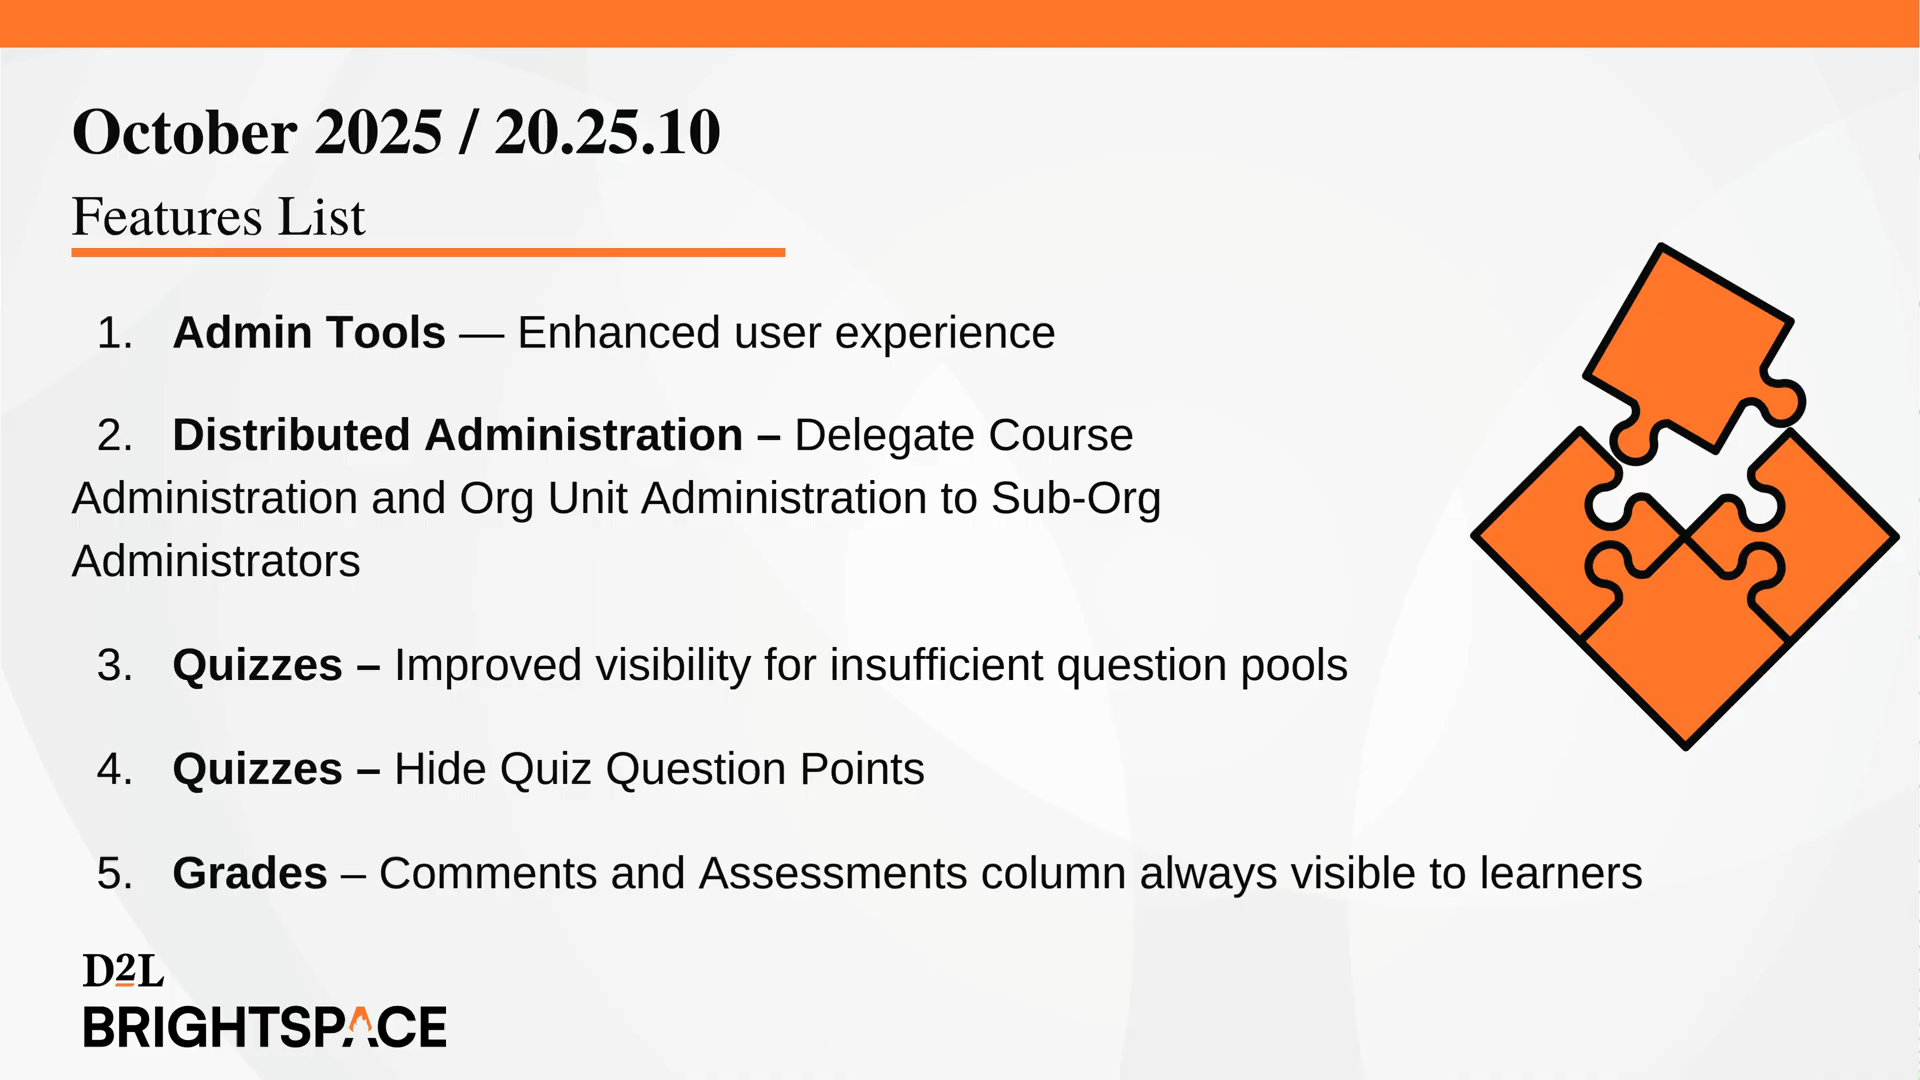 October 2025 / 20.25.10
Features List
1. Admin Tools — Enhanced user experience
2. Distributed Administration – Delegate Course
Administration and Org Unit Administration to Sub-Org
Administrators
3. Quizzes – Improved visibility for insufficient question pools
4. Quizzes – Hide Quiz Question Points
5. Grades – Comments and Assessments column always visible to learners
D2L
BRIGHTSPACE